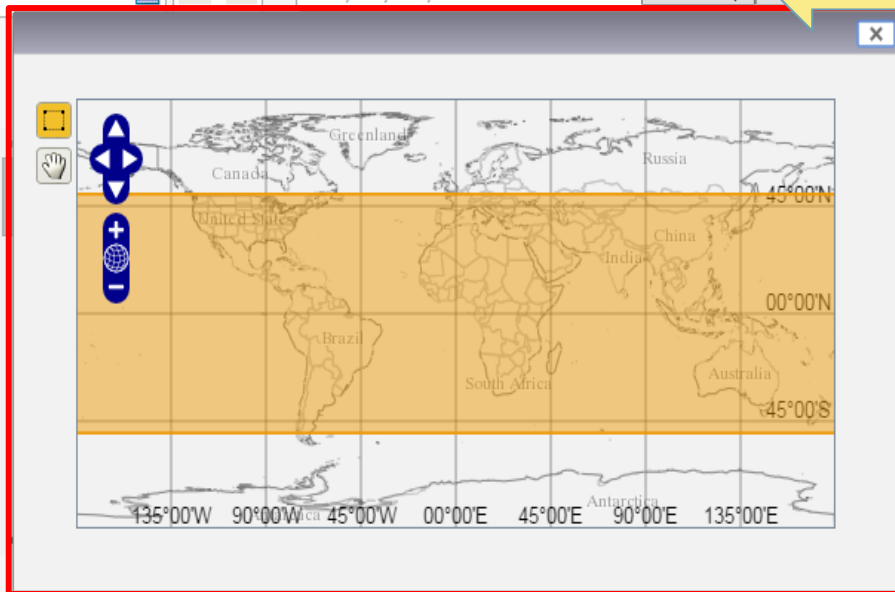 Greenland
Russia
Canada
45°00'N
United States
China
India
00°00'N
Brazil
Australia
South Africa
45°00'S
Antarctica
135°00'W 90°00'W 45°00'W 00°00'E 45°00'E 90°00'E 135°00'E